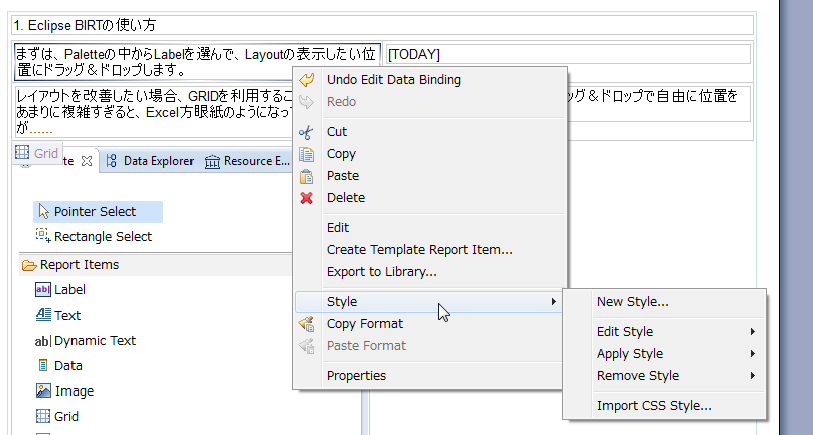 1. Eclipse BIRTの使い方
まずは、Paletteの中からLabelを選んで、Layoutの表示したい位
置にドラッグ＆ドロップします。
[TODAY]
レイアウトを改善したい場合、GRIDを利用するこ
ッグ＆ドロップで自由に位置を
あまりに複雑すぎると、Excel方眼紙のようになっ
が......
Grid
te
Data Explorer
Resource E...
Pointer Select
Rectangle Select
Report Items
Label
Text
Dynamic Text
Data
Image
Grid
Undo Edit Data Binding
Redo
Cut
Copy
Paste
Delete
Edit
Create Template Report Item...
Export to Library...
Style
Copy Format
Paste Format
Properties
New Style...
Edit Style
Apply Style
Remove Style
Import CSS Style...